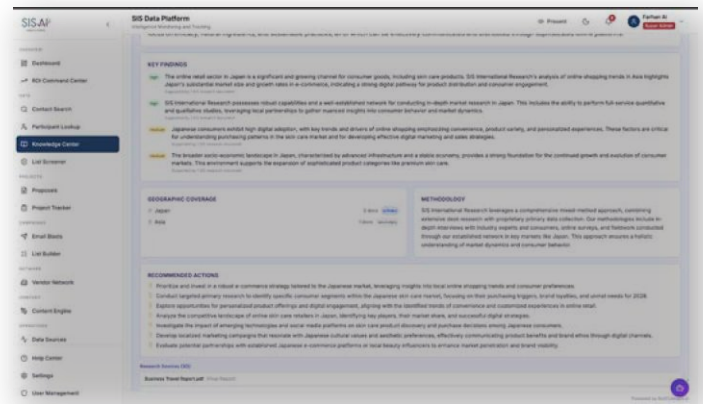 SIS AI
SIS Data Platform
Intelligence Monitoring and Tracking
Present
Farhan Ai
Super Admin
OVERVIEW
Dashboard
ROI Command Center
DATA
Contact Search
Participant Lookup
Knowledge Center
List Screener
PROJECTS
Proposals
Project Tracker
CAMPAIGNS
Email Blasts
List Builder
NETWORK
Vendor Network
CONTENT
Content Engine
OPERATIONS
Data Sources
Help Center
Settings
User Management
KEY FINDINGS
The online retail sector in Japan is a significant and growing channel for consumer goods, including skin care products. SIS International Research's analysis of online shopping trends in Asia highlights
Japan's substantial market size and growth rates in e-commerce, indicating a strong digital pathway for product distribution and consumer engagement.
SIS International Research possesses robust capabilities and a well-established network for conducting in-depth market research in Japan. This includes the ability to perform full-service quantitative
and qualitative studies, leveraging local partnerships to gather nuanced insights into consumer behavior and market dynamics.
Japanese consumers exhibit high digital adoption, with key trends and drivers of online shopping emphasizing convenience, product variety, and personalized experiences. These factors are critical
for understanding purchasing patterns in the skin care market and for developing effective digital marketing and sales strategies.
The broader socio-economic landscape in Japan, characterized by advanced infrastructure and a stable economy, provides a strong foundation for the continued growth and evolution of consumer
markets. This environment supports the expansion of sophisticated product categories like premium skin care.
GEOGRAPHIC COVERAGE
Japan
Asia
METHODOLOGY
SIS International Research leverages a comprehensive mixed-method approach, combining
extensive desk research with proprietary primary data collection. Our methodologies include in-
depth interviews with industry experts and consumers, online surveys, and fieldwork conducted
through our established network in key markets like Japan. This approach ensures a holistic
understanding of market dynamics and consumer behavior.
RECOMMENDED ACTIONS
Prioritize and invest in a robust e-commerce strategy tailored to the Japanese market, leveraging insights into local online shopping trends and consumer preferences.
Conduct targeted primary research to identify specific consumer segments within the Japanese skin care market, focusing on their purchasing triggers, brand loyalties, and unmet needs for 2026.
Explore opportunities for personalized product offerings and digital engagement, aligning with the identified trends of convenience and customized experiences in online retail.
Analyze the competitive landscape of online skin care retailers in Japan, identifying key players, their market share, and successful digital strategies.
Investigate the impact of emerging technologies and social media platforms on skin care product discovery and purchase decisions among Japanese consumers.
Develop localized marketing campaigns that resonate with Japanese cultural values and aesthetic preferences, effectively communicating product benefits and brand ethos through digital channels.
Evaluate potential partnerships with established Japanese e-commerce platforms or local beauty influencers to enhance market penetration and brand visibility.
Business Travel Report.pdf